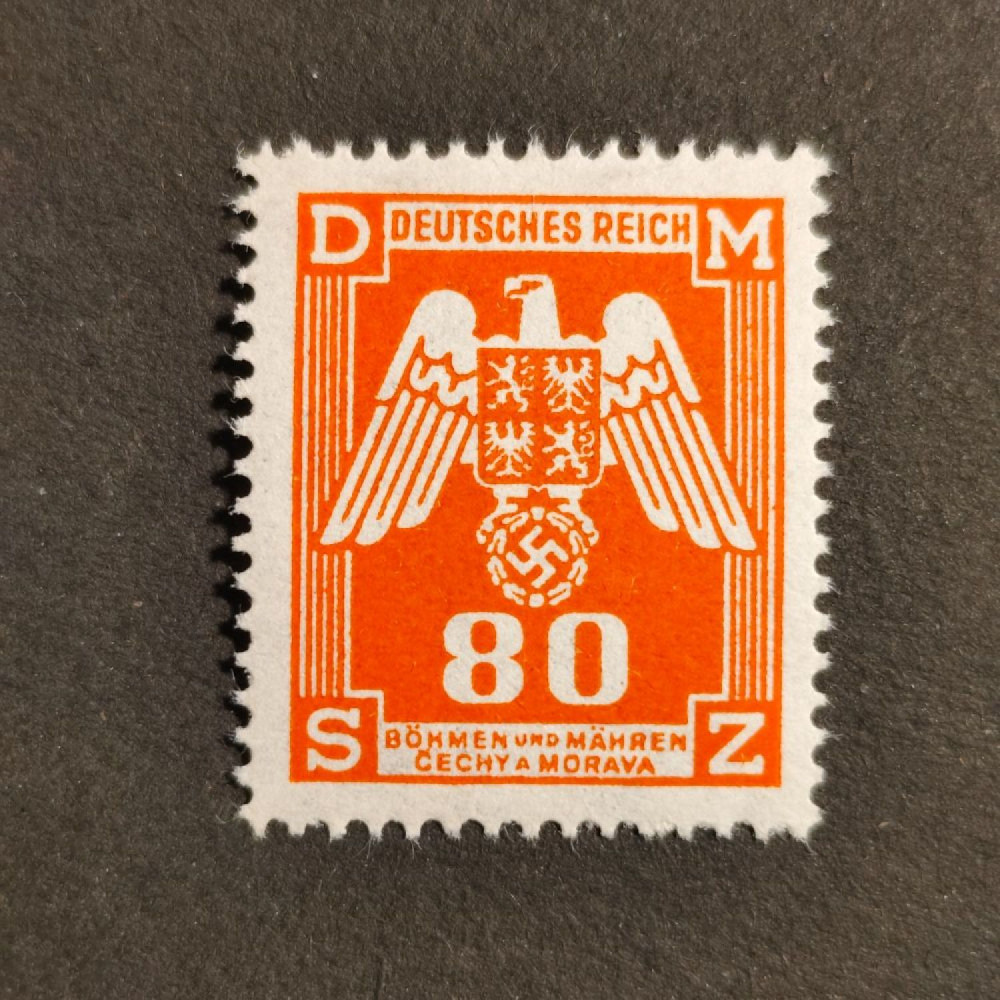 D DEUTSCHES REICH M
80
S BÖHMEN UND MÄHREN Z
ČECHY A MORAVA